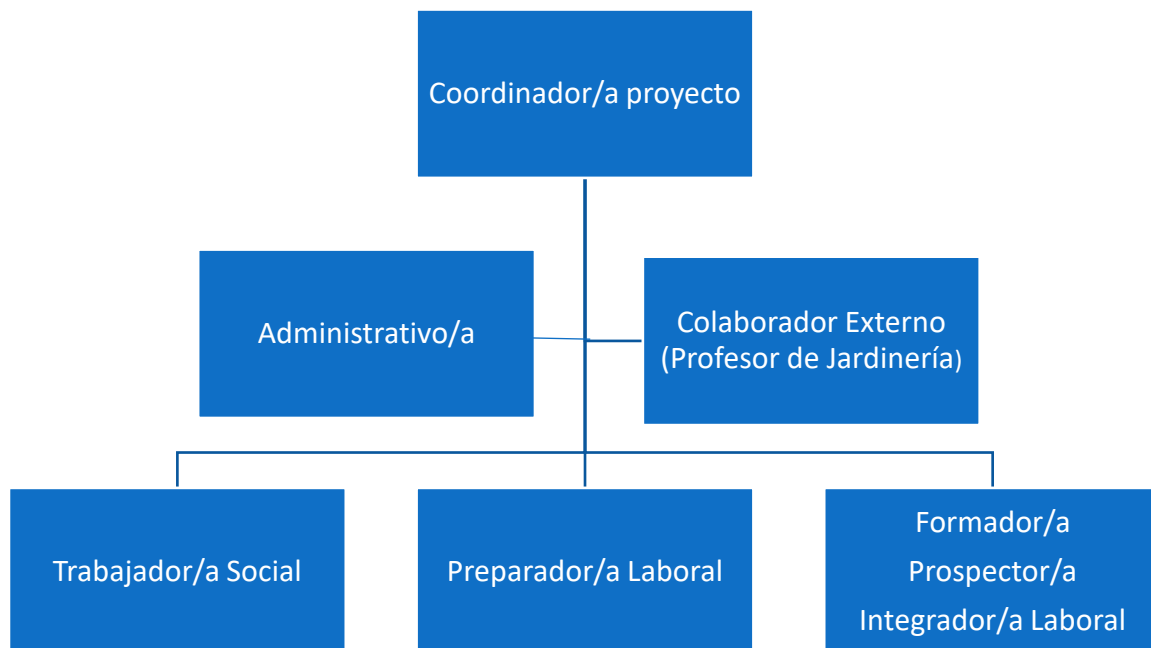 Coordinador/a proyecto
Administrativo/a
Colaborador Externo
(Profesor de Jardinería)
Trabajador/a Social
Preparador/a Laboral
Formador/a
Prospector/a
Integrador/a Laboral